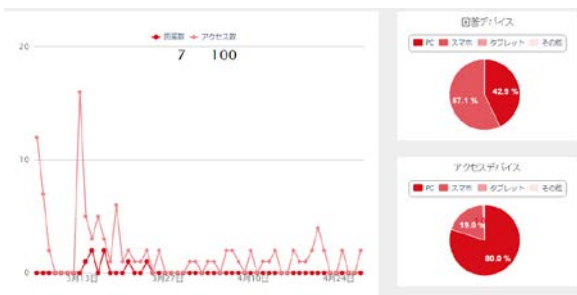 回答数 アクセス数
7 100
20
10
0
3月13日 3月27日 4月10日 4月24日
回答デバイス
PC スマホ タブレット その他
42.9 %
57.1 %
アクセスデバイス
PC スマホ タブレット その他
19.0 %
80.0 %